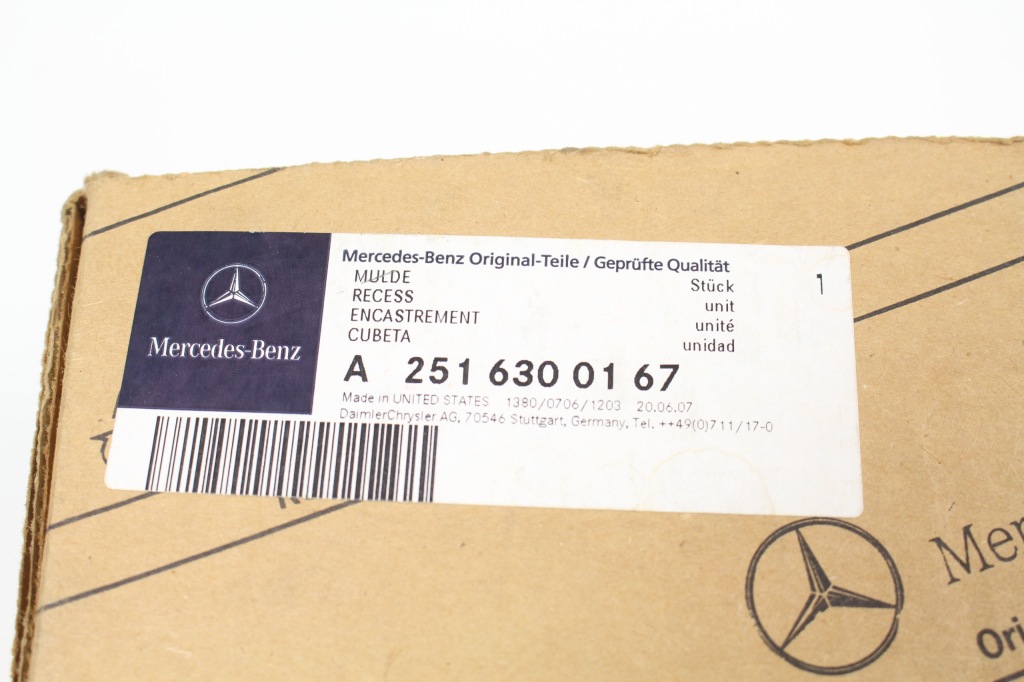 Mercedes-Benz Original-Teile / Geprüfte Qualität
MULDE Stück 1
RECESS unit
ENCASTREMENT unité
CUBETA unidad
Mercedes-Benz
A 251 630 01 67
Made in UNITED STATES 1380/0706/1203 20.06.07
DaimlerChrysler AG, 70546 Stuttgart, Germany, Tel. ++49(0)711/17-0
Mer
Ori